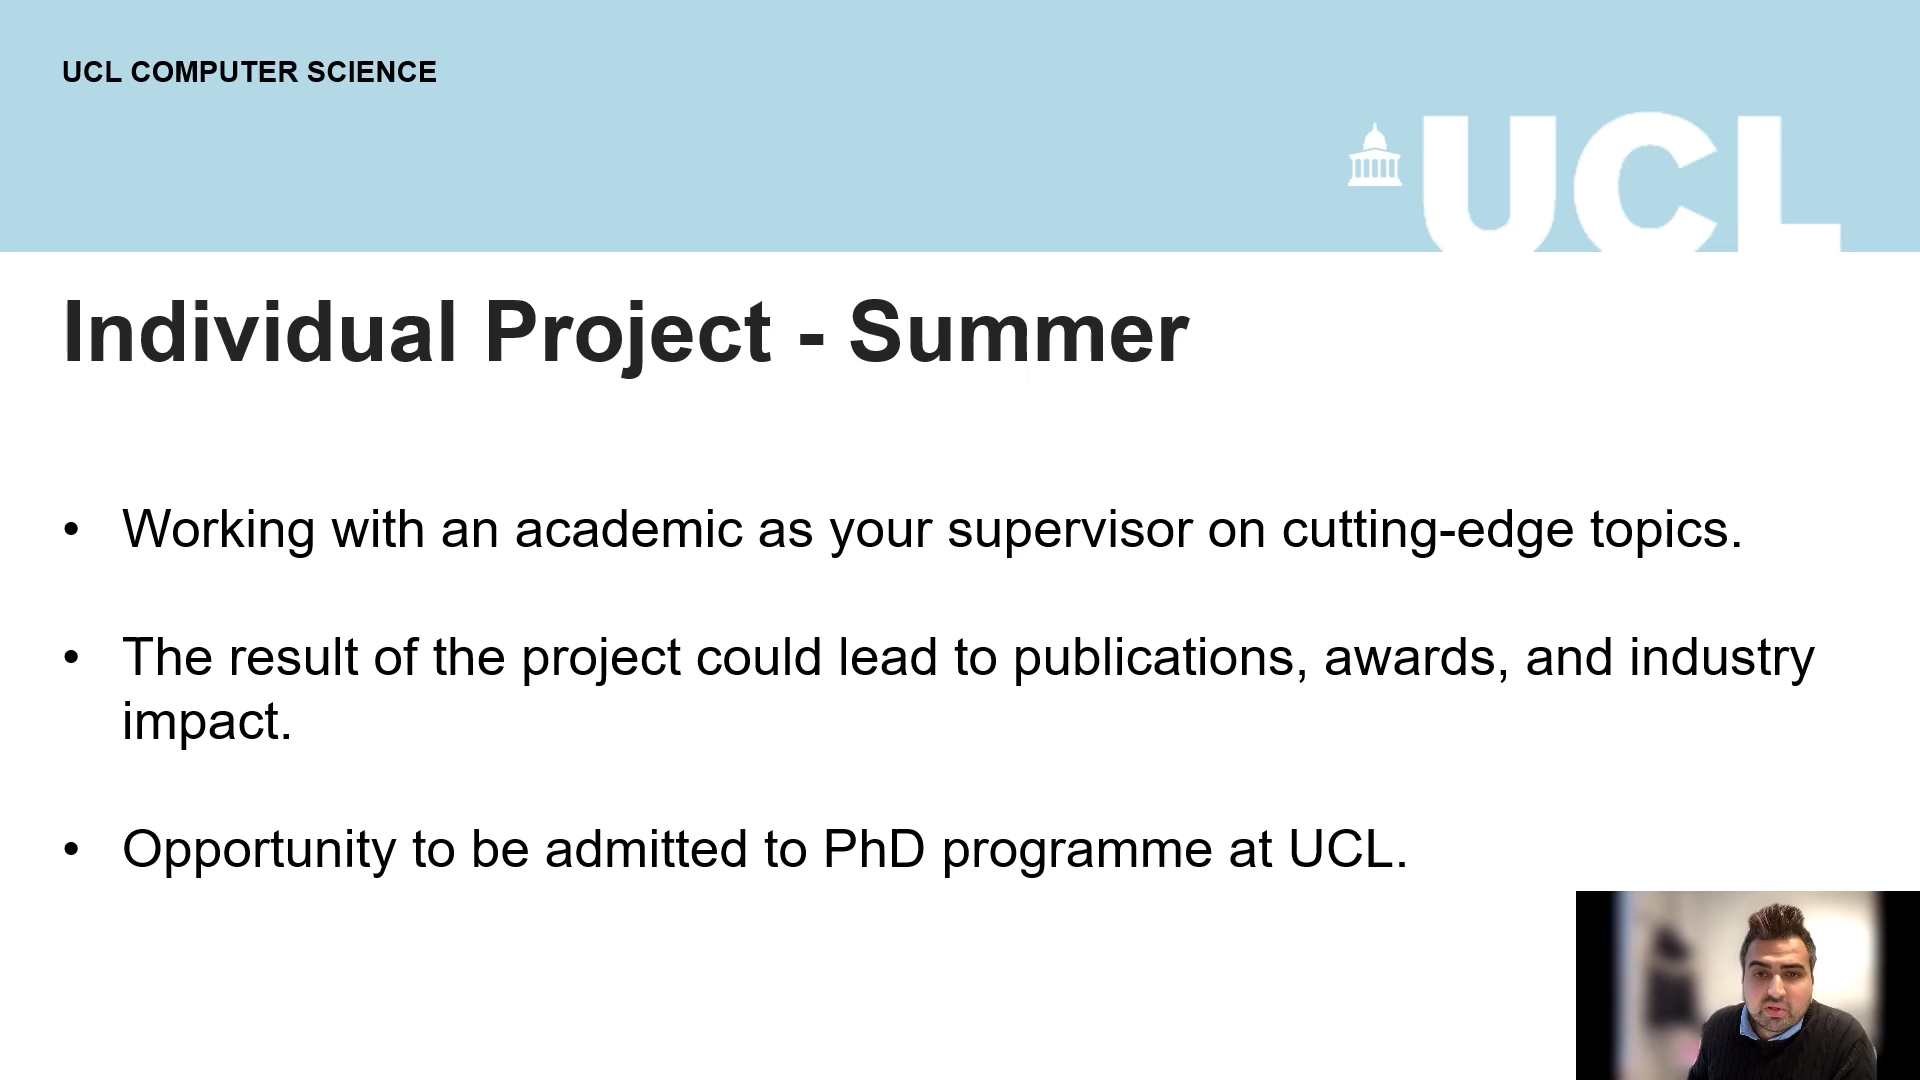 UCL COMPUTER SCIENCE
UCL
Individual Project - Summer
• Working with an academic as your supervisor on cutting-edge topics.
• The result of the project could lead to publications, awards, and industry
impact.
• Opportunity to be admitted to PhD programme at UCL.